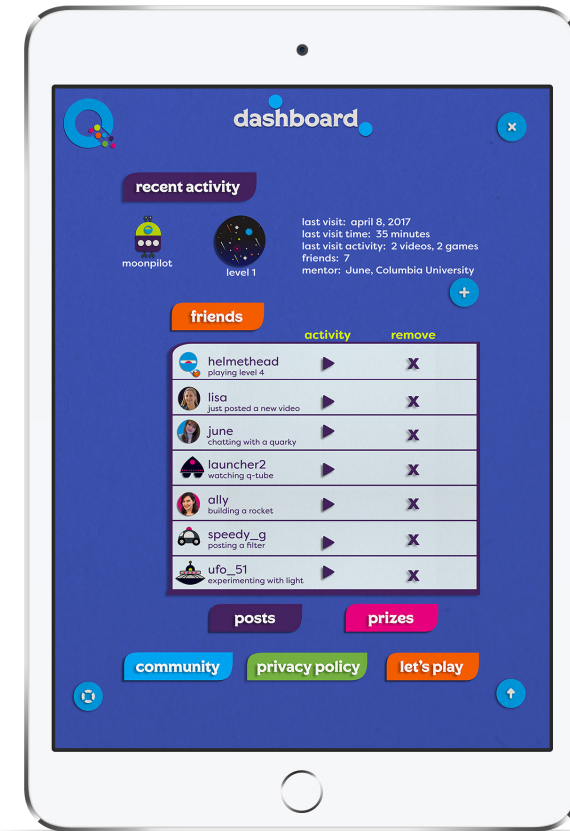 dashboard
x
recent activity
moonpilot
level 1
last visit: april 8, 2017
last visit time: 35 minutes
last visit activity: 2 videos, 2 games
friends: 7
mentor: June, Columbia University
+
friends
activity remove
helmethead
playing level 4
x
lisa
just posted a new video
x
june
chatting with a quarky
x
launcher2
watching q-tube
x
ally
building a rocket
x
speedy_g
posting a filter
x
ufo_51
experimenting with light
x
posts prizes
community privacy policy let's play